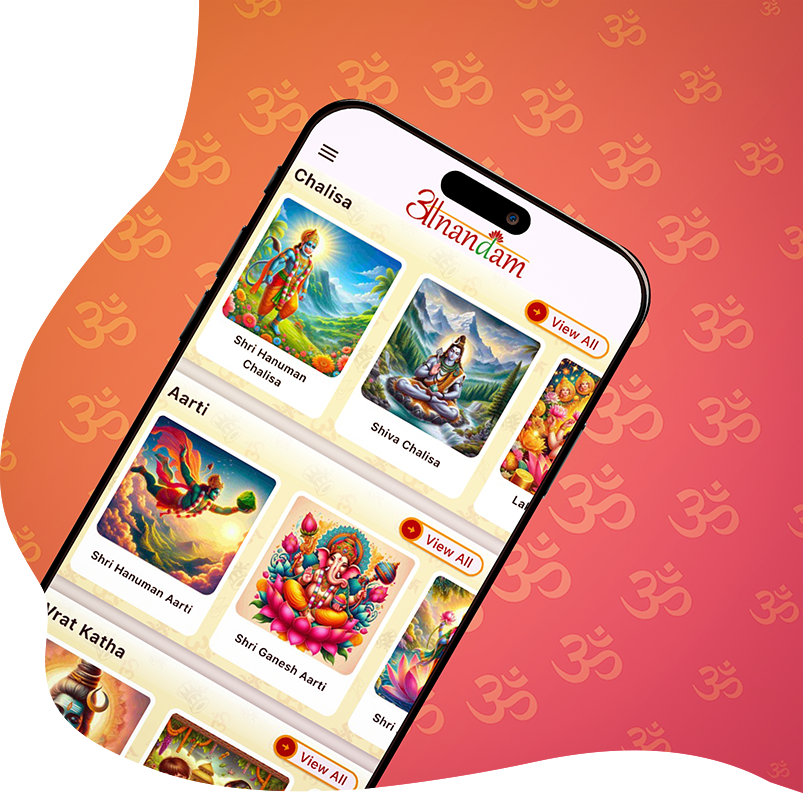 Chalisa
आnandam
View All
Shri Hanuman
Chalisa
Shiva Chalisa
Aarti
View All
Shri Hanuman Aarti
Shri Ganesh Aarti
Shri
Vrat Katha
View All